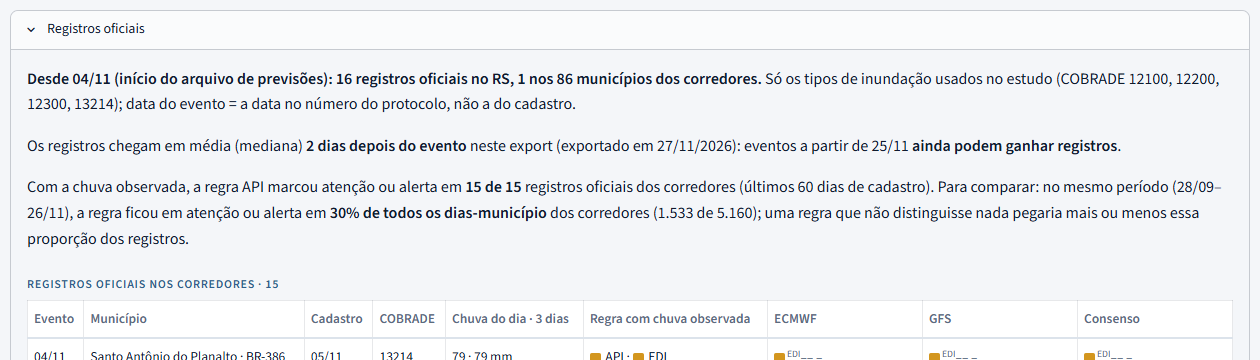 Registros oficiais
Desde 04/11 (início do arquivo de previsões): 16 registros oficiais no RS, 1 nos 86 municípios dos corredores. Só os tipos de inundação usados no estudo (COBRADE 12100, 12200,
12300, 13214); data do evento = a data no número do protocolo, não a do cadastro.
Os registros chegam em média (mediana) 2 dias depois do evento neste export (exportado em 27/11/2026): eventos a partir de 25/11 ainda podem ganhar registros.
Com a chuva observada, a regra API marcou atenção ou alerta em 15 de 15 registros oficiais dos corredores (últimos 60 dias de cadastro). Para comparar: no mesmo período (28/09–
26/11), a regra ficou em atenção ou alerta em 30% de todos os dias-município dos corredores (1.533 de 5.160); uma regra que não distinguisse nada pegaria mais ou menos essa
proporção dos registros.
REGISTROS OFICIAIS NOS CORREDORES · 15
Evento Município Cadastro COBRADE Chuva do dia · 3 dias Regra com chuva observada ECMWF GFS Consenso
04/11 Santo Antônio do Planalto · BR-386 05/11 13214 79 · 79 mm API · EDI EDI EDI EDI